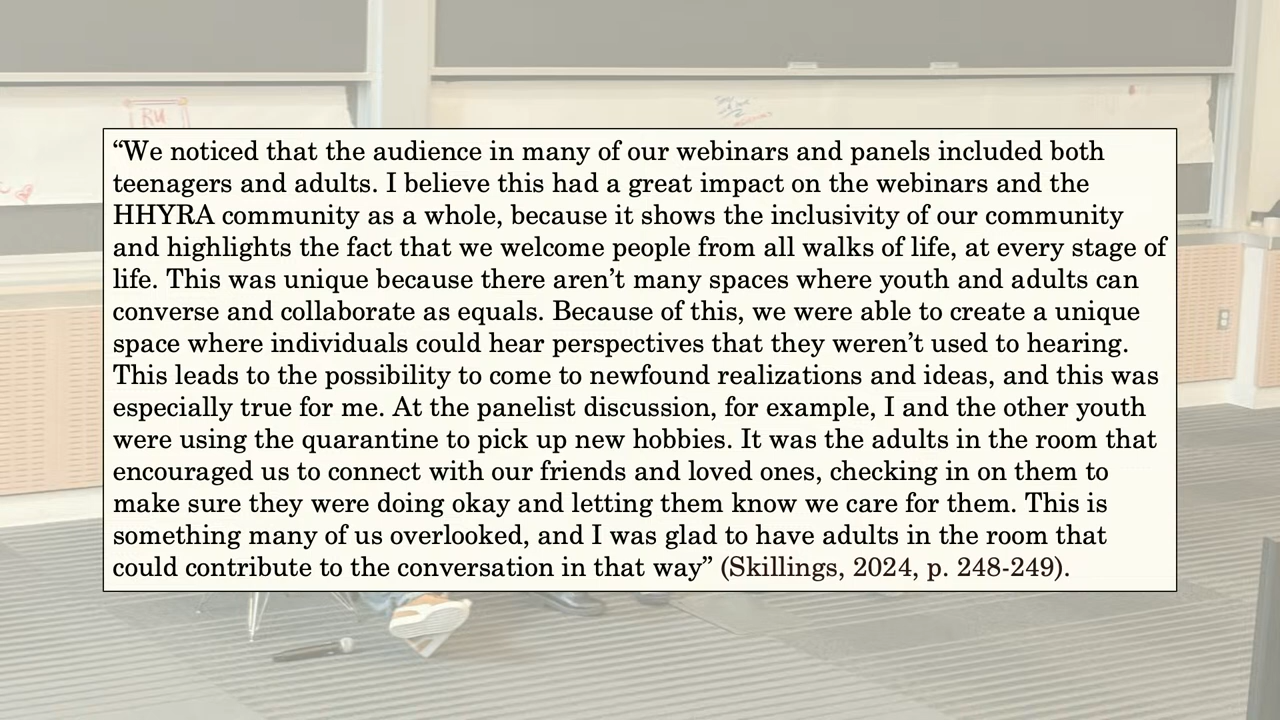 RU
“We noticed that the audience in many of our webinars and panels included both
teenagers and adults. I believe this had a great impact on the webinars and the
HHYRA community as a whole, because it shows the inclusivity of our community
and highlights the fact that we welcome people from all walks of life, at every stage of
life. This was unique because there aren’t many spaces where youth and adults can
converse and collaborate as equals. Because of this, we were able to create a unique
space where individuals could hear perspectives that they weren’t used to hearing.
This leads to the possibility to come to newfound realizations and ideas, and this was
especially true for me. At the panelist discussion, for example, I and the other youth
were using the quarantine to pick up new hobbies. It was the adults in the room that
encouraged us to connect with our friends and loved ones, checking in on them to
make sure they were doing okay and letting them know we care for them. This is
something many of us overlooked, and I was glad to have adults in the room that
could contribute to the conversation in that way” (Skillings, 2024, p. 248-249).